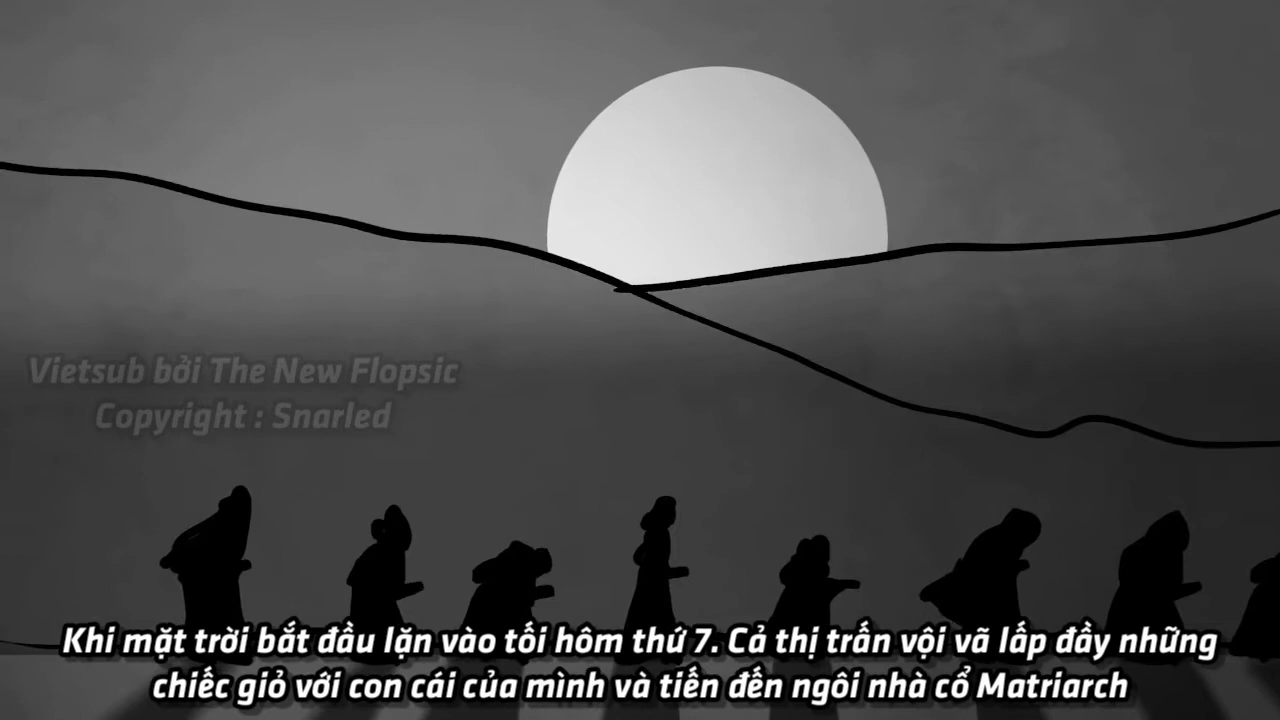 Vietsub bởi The New Flopsic
Copyright : Snarled
Khi mặt trời bắt đầu lặn vào tối hôm thứ 7. Cả thị trấn vội vã lấp đầy những
chiếc giỏ với con cái của mình và tiến đến ngôi nhà cổ Matriarch